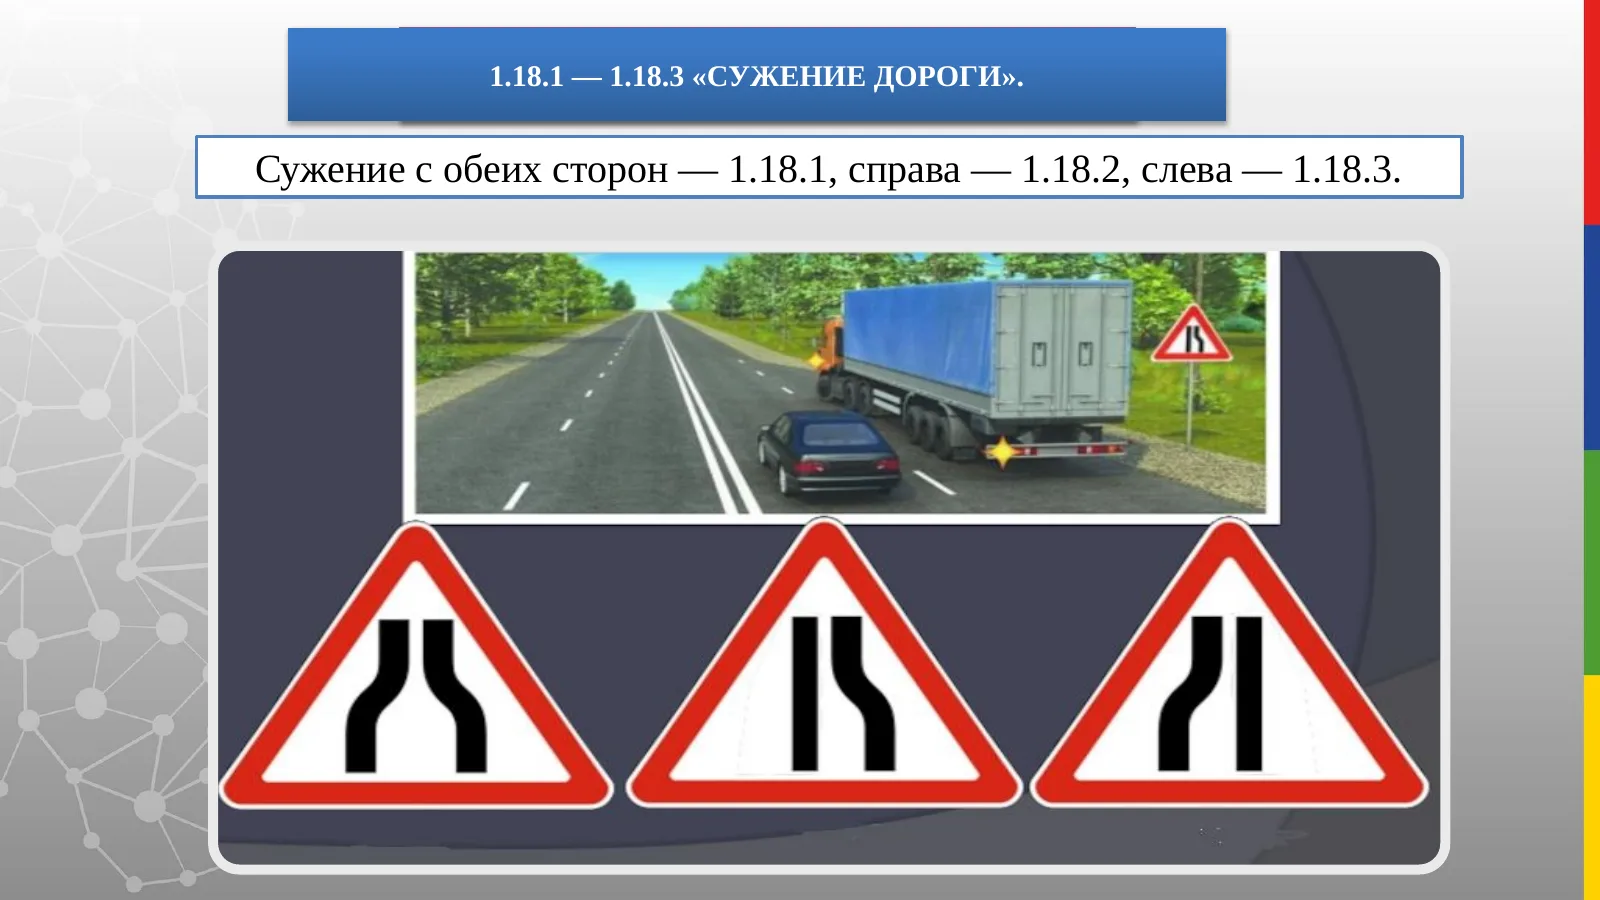 1.18.1 — 1.18.3 «СУЖЕНИЕ ДОРОГИ».
Сужение с обеих сторон — 1.18.1, справа — 1.18.2, слева — 1.18.3.